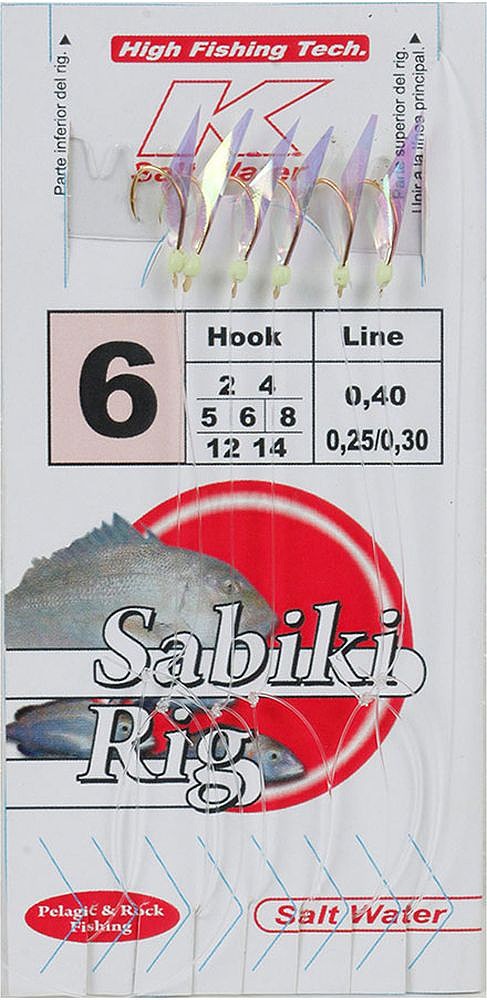 High Fishing Tech.
Parte inferior del rig.
Parte superior del rig.
Unir a la línea principal.
K
Salt Water
6
Hook
Line
2 4
5 6 8
12 14
0,40
0,25/0,30
Sabiki
Rig
Pelagic & Rock
Fishing
Salt Water